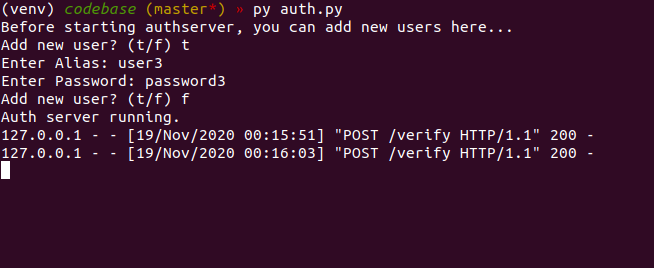 (venv) codebase (master*) » py auth.py
Before starting authserver, you can add new users here...
Add new user? (t/f) t
Enter Alias: user3
Enter Password: password3
Add new user? (t/f) f
Auth server running.
127.0.0.1 - - [19/Nov/2020 00:15:51] "POST /verify HTTP/1.1" 200 -
127.0.0.1 - - [19/Nov/2020 00:16:03] "POST /verify HTTP/1.1" 200 -